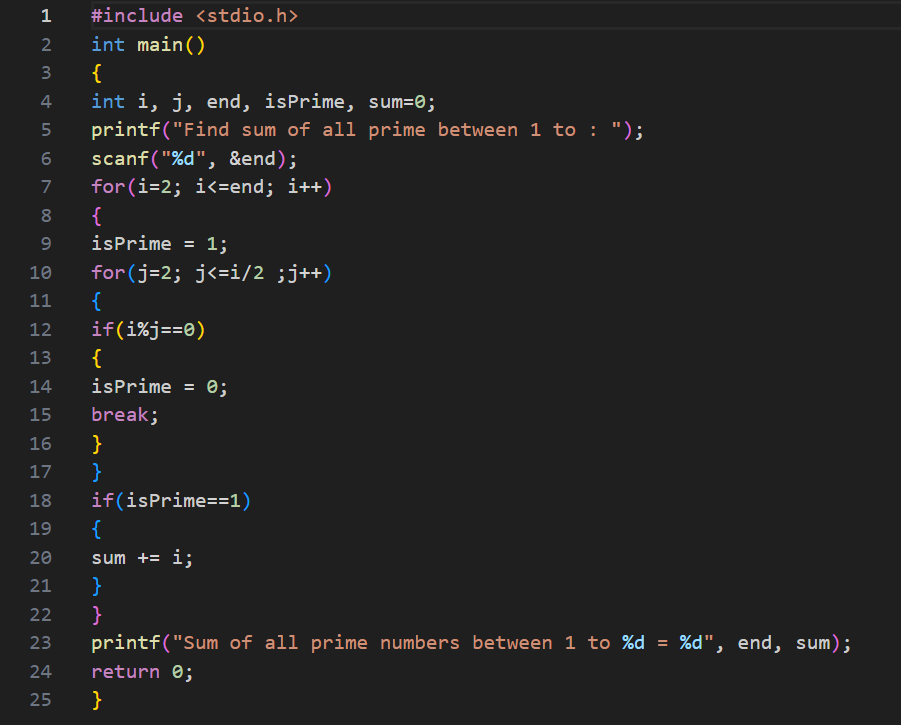 1 #include <stdio.h>
2 int main()
3 {
4 int i, j, end, isPrime, sum=0;
5 printf("Find sum of all prime between 1 to : ");
6 scanf("%d", &end);
7 for(i=2; i<=end; i++)
8 {
9 isPrime = 1;
10 for(j=2; j<=i/2 ;j++)
11 {
12 if(i%j==0)
13 {
14 isPrime = 0;
15 break;
16 }
17 }
18 if(isPrime==1)
19 {
20 sum += i;
21 }
22 }
23 printf("Sum of all prime numbers between 1 to %d = %d", end, sum);
24 return 0;
25 }